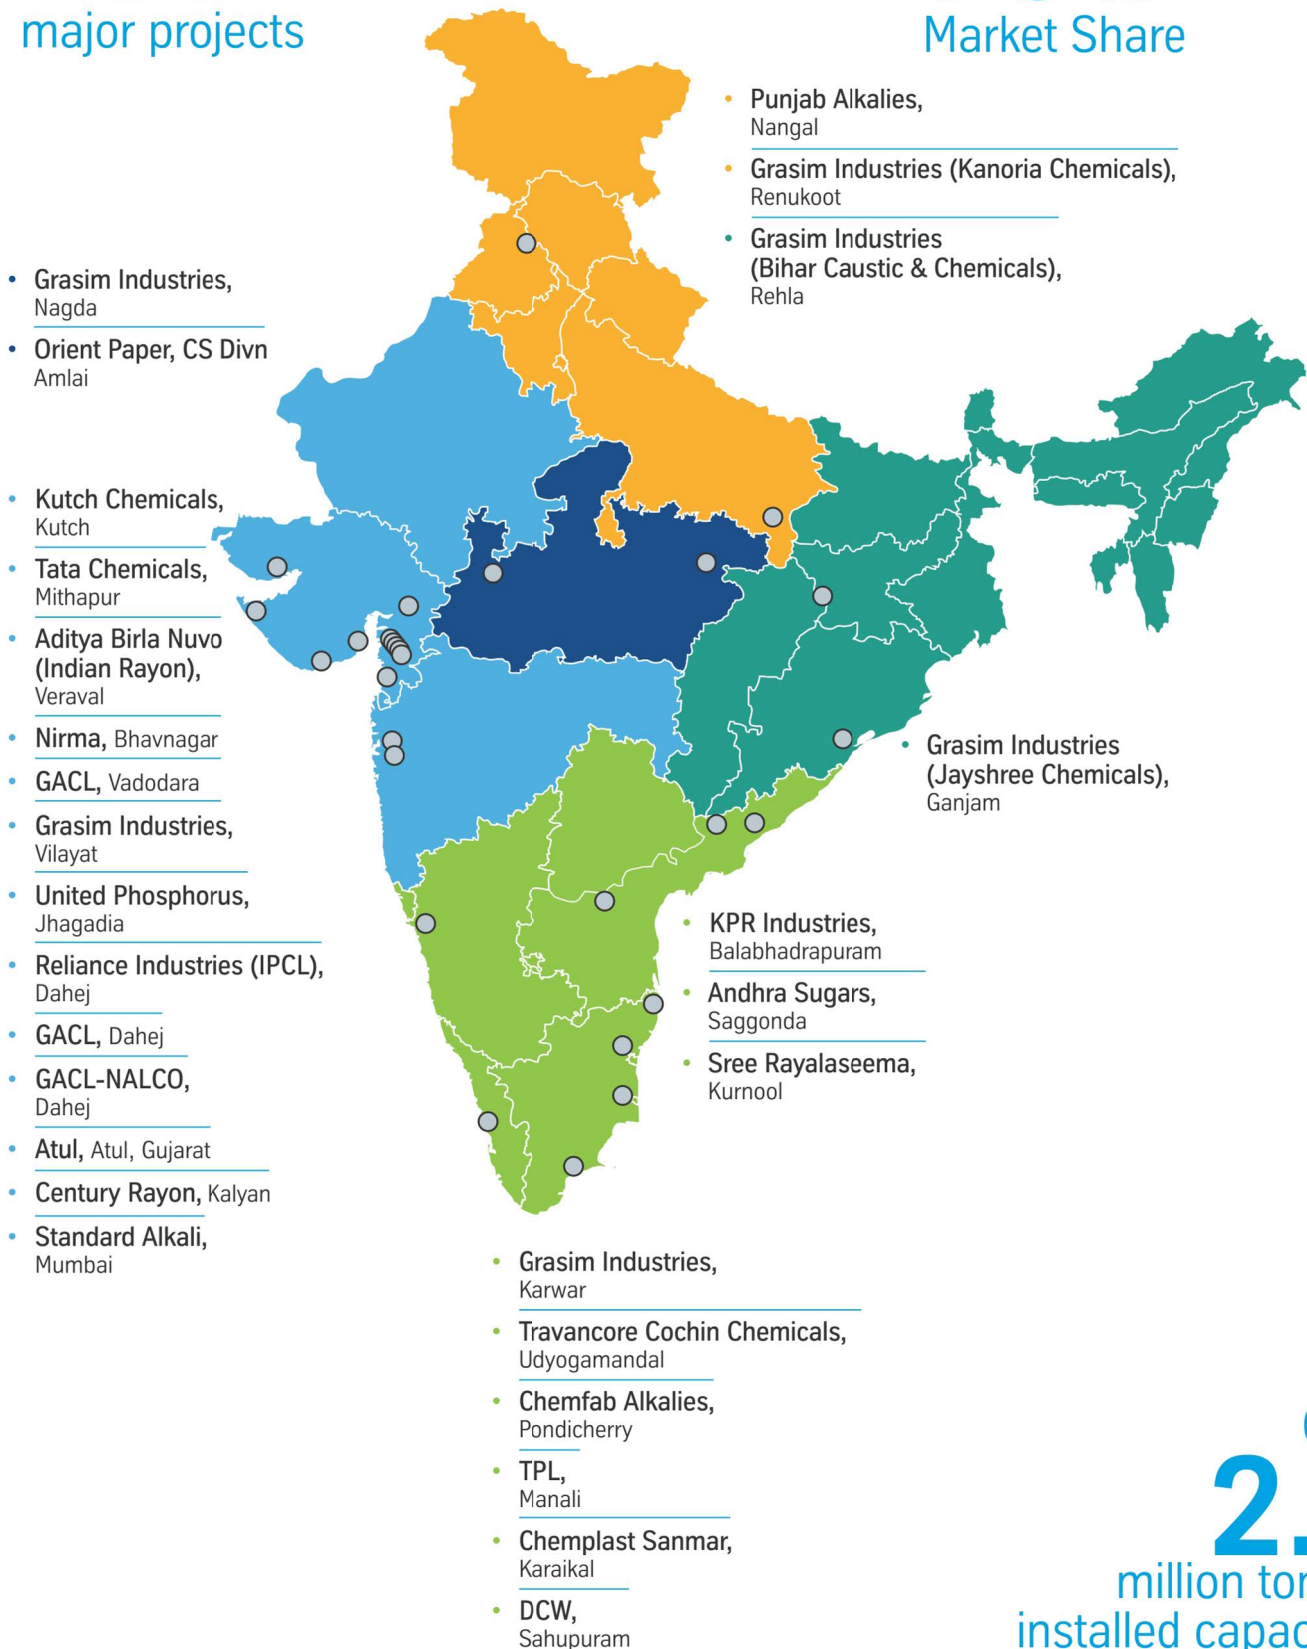 major projects
Market Share
• Punjab Alkalies,
Nangal
• Grasim Industries (Kanoria Chemicals),
Renukoot
• Grasim Industries
(Bihar Caustic & Chemicals),
Rehla
• Grasim Industries,
Nagda
• Orient Paper, CS Divn
Amlai
• Kutch Chemicals,
Kutch
• Tata Chemicals,
Mithapur
• Aditya Birla Nuvo
(Indian Rayon),
Veraval
• Nirma, Bhavnagar
• GACL, Vadodara
• Grasim Industries,
Vilayat
• United Phosphorus,
Jhagadia
• Reliance Industries (IPCL),
Dahej
• GACL, Dahej
• GACL-NALCO,
Dahej
• Atul, Atul, Gujarat
• Century Rayon, Kalyan
• Standard Alkali,
Mumbai
• Grasim Industries
(Jayshree Chemicals),
Ganjam
• KPR Industries,
Balabhadrapuram
• Andhra Sugars,
Saggonda
• Sree Rayalaseema,
Kurnool
• Grasim Industries,
Karwar
• Travancore Cochin Chemicals,
Udyogamandal
• Chemfab Alkalies,
Pondicherry
• TPL,
Manali
• Chemplast Sanmar,
Karaikal
• DCW,
Sahupuram
2.
million
installed